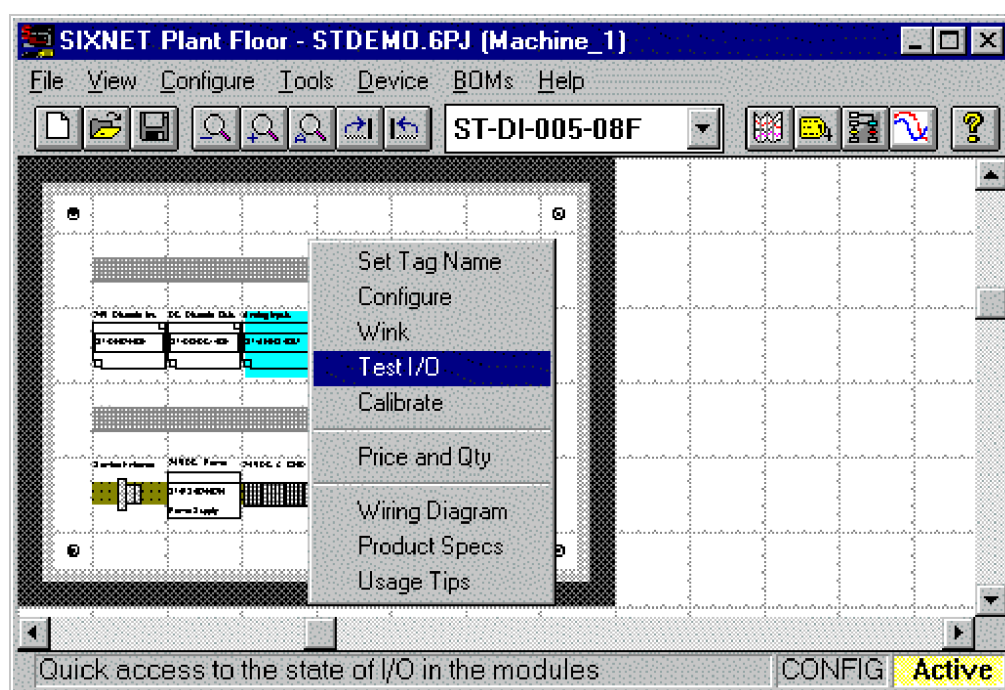 SIXNET Plant Floor - STDEMO.6PJ (Machine_1)
File View Configure Tools Device BOMs Help
ST-DI-005-08F
Set Tag Name
Configure
Wink
Test I/O
Calibrate
Price and Qty
Wiring Diagram
Product Specs
Usage Tips
Power Supply
Quick access to the state of I/O in the modules
CONFIG
Active